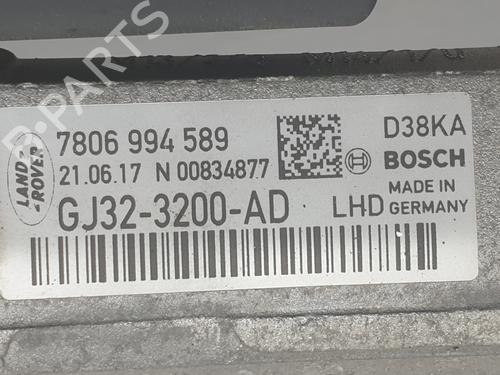 LAND
ROVER
7806 994 589
D38KA
21.06.17 N 00834877
BOSCH
GJ32-3200-AD
LHD
MADE IN
GERMANY
B-PARTS